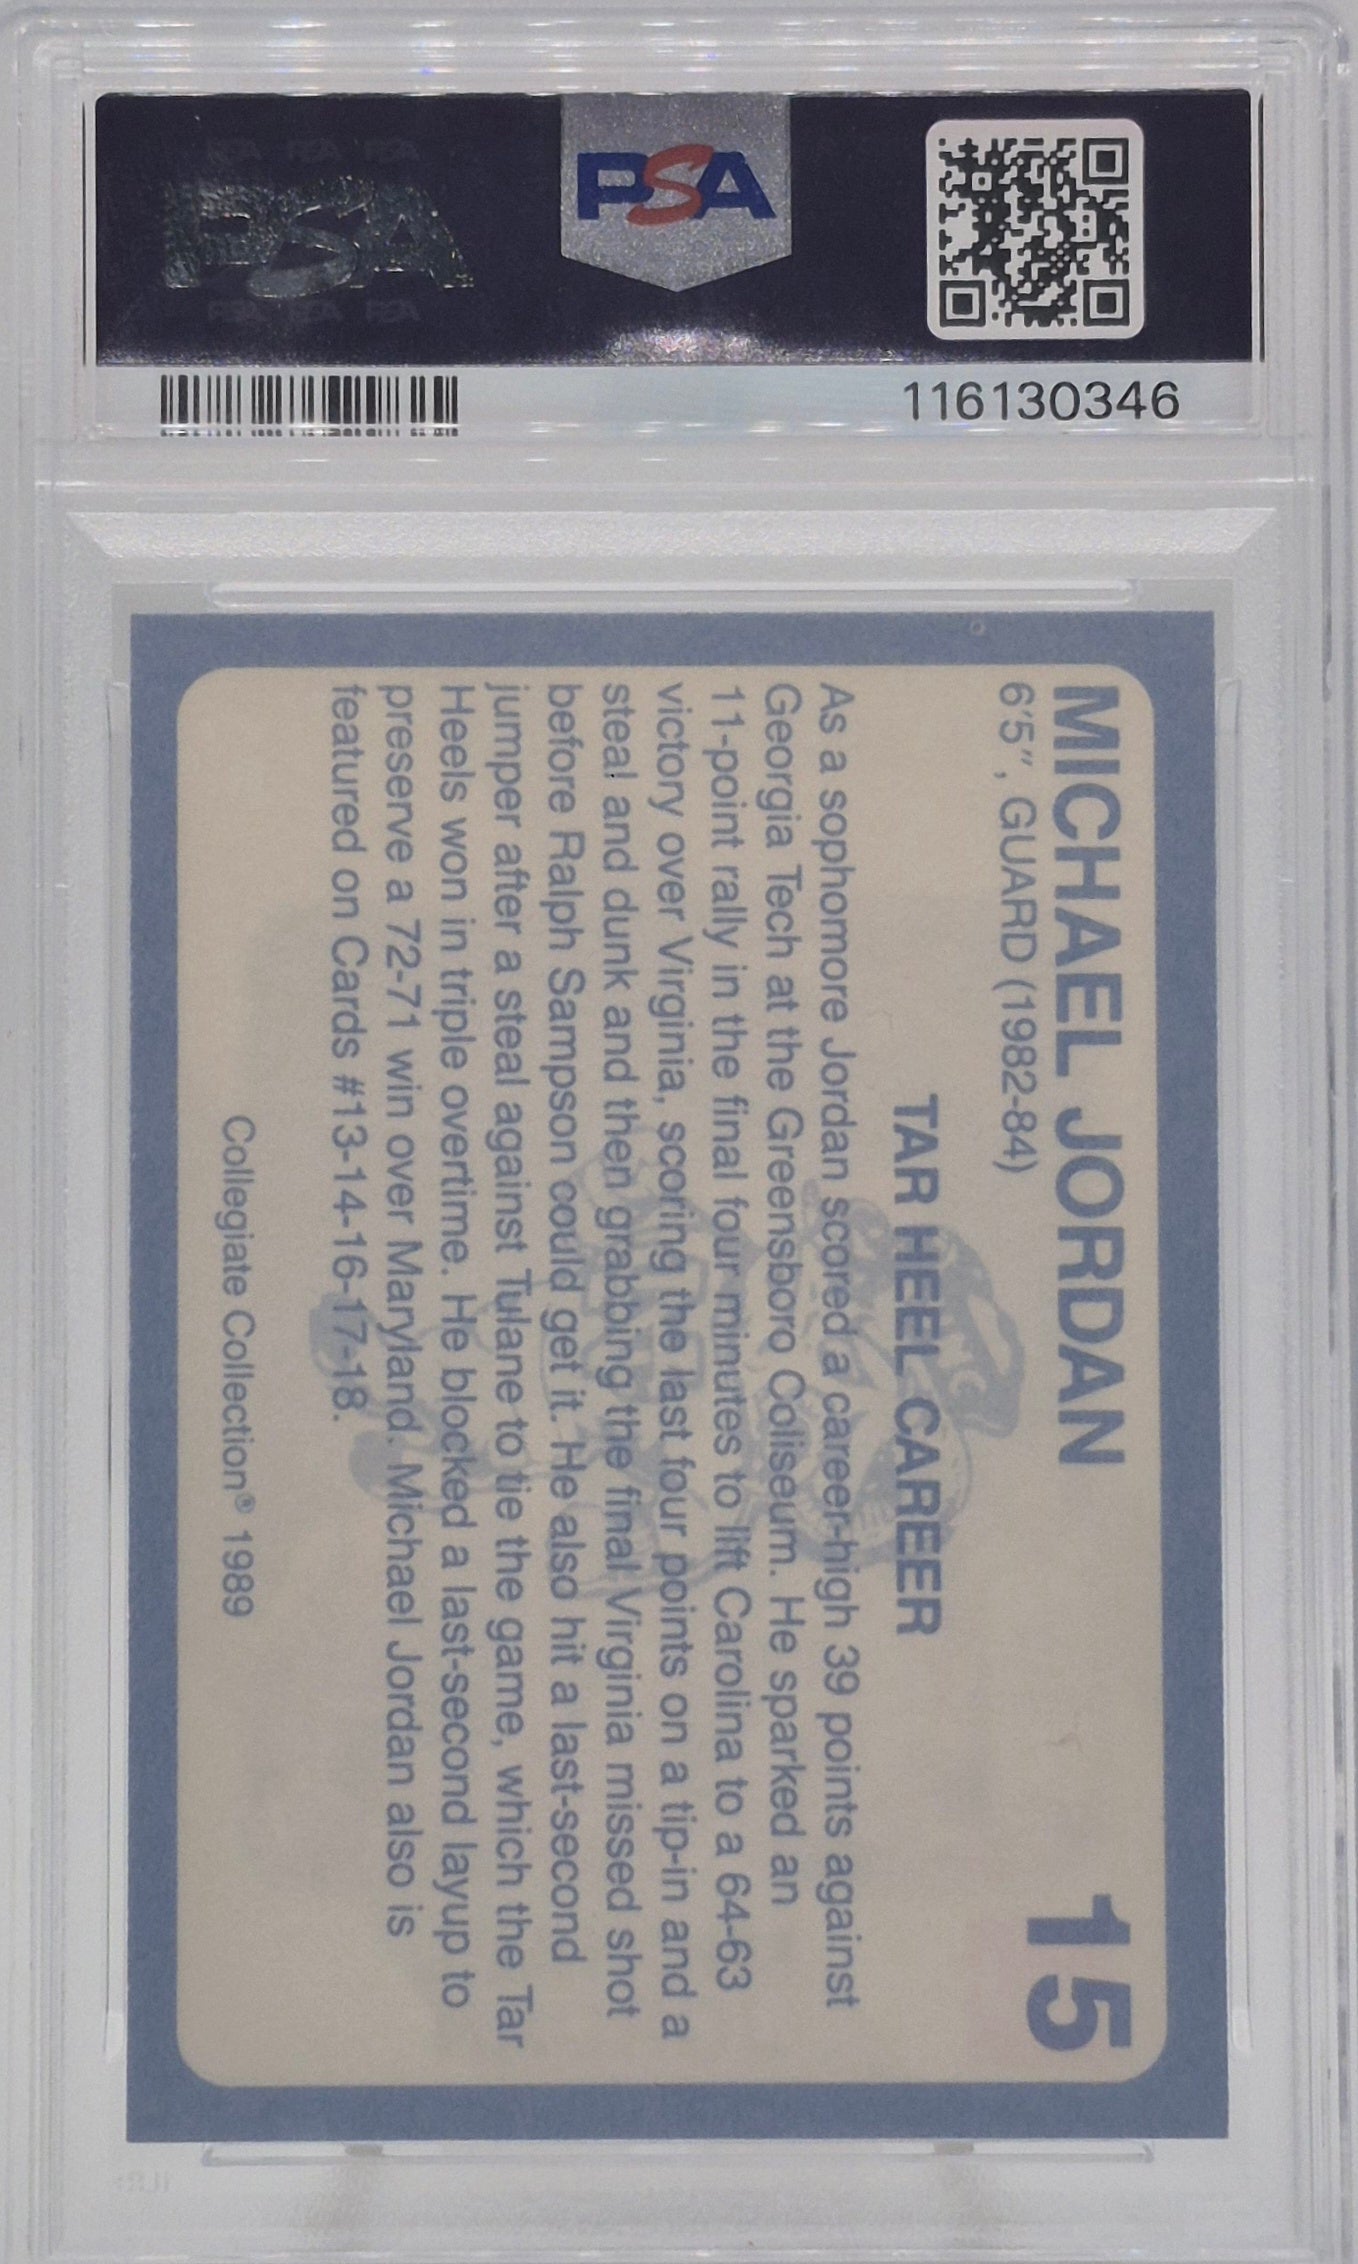 PSA
PSA
116130346
MICHAEL JORDAN
15
6'5", GUARD (1982-84)
TAR HEEL CAREER
As a sophomore Jordan scored a career-high 39 points against
Georgia Tech at the Greensboro Coliseum. He sparked an
11-point rally in the final four minutes to lift Carolina to a 64-63
victory over Virginia, scoring the last four points on a tip-in and a
steal and dunk and then grabbing the final Virginia missed shot
before Ralph Sampson could get it. He also hit a last-second
jumper after a steal against Tulane to tie the game, which the Tar
Heels won in triple overtime. He blocked a last-second layup to
preserve a 72-71 win over Maryland. Michael Jordan also is
featured on Cards #13-14-16-17-18.
Collegiate Collection® 1989